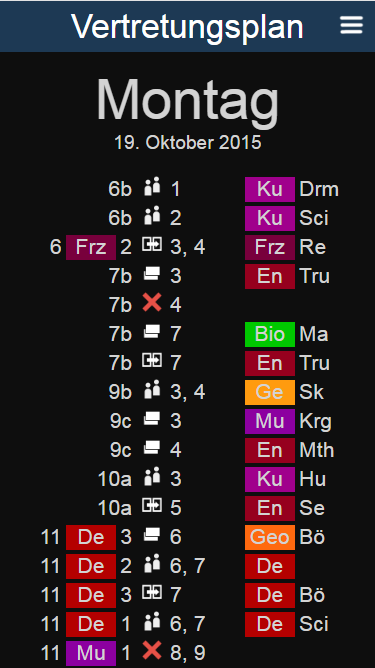 Vertretungsplan
Montag
19. Oktober 2015
6b 1 Ku Drm
6b 2 Ku Sci
6 Frz 2 3, 4 Frz Re
7b 3 En Tru
7b 4
7b 7 Bio Ma
7b 7 En Tru
9b 3, 4 Ge Sk
9c 3 Mu Krg
9c 4 En Mth
10a 3 Ku Hu
10a 5 En Se
11 De 3 6 Geo Bö
11 De 2 6, 7 De
11 De 3 7 De Bö
11 De 1 6, 7 De Sci
11 Mu 1 8, 9